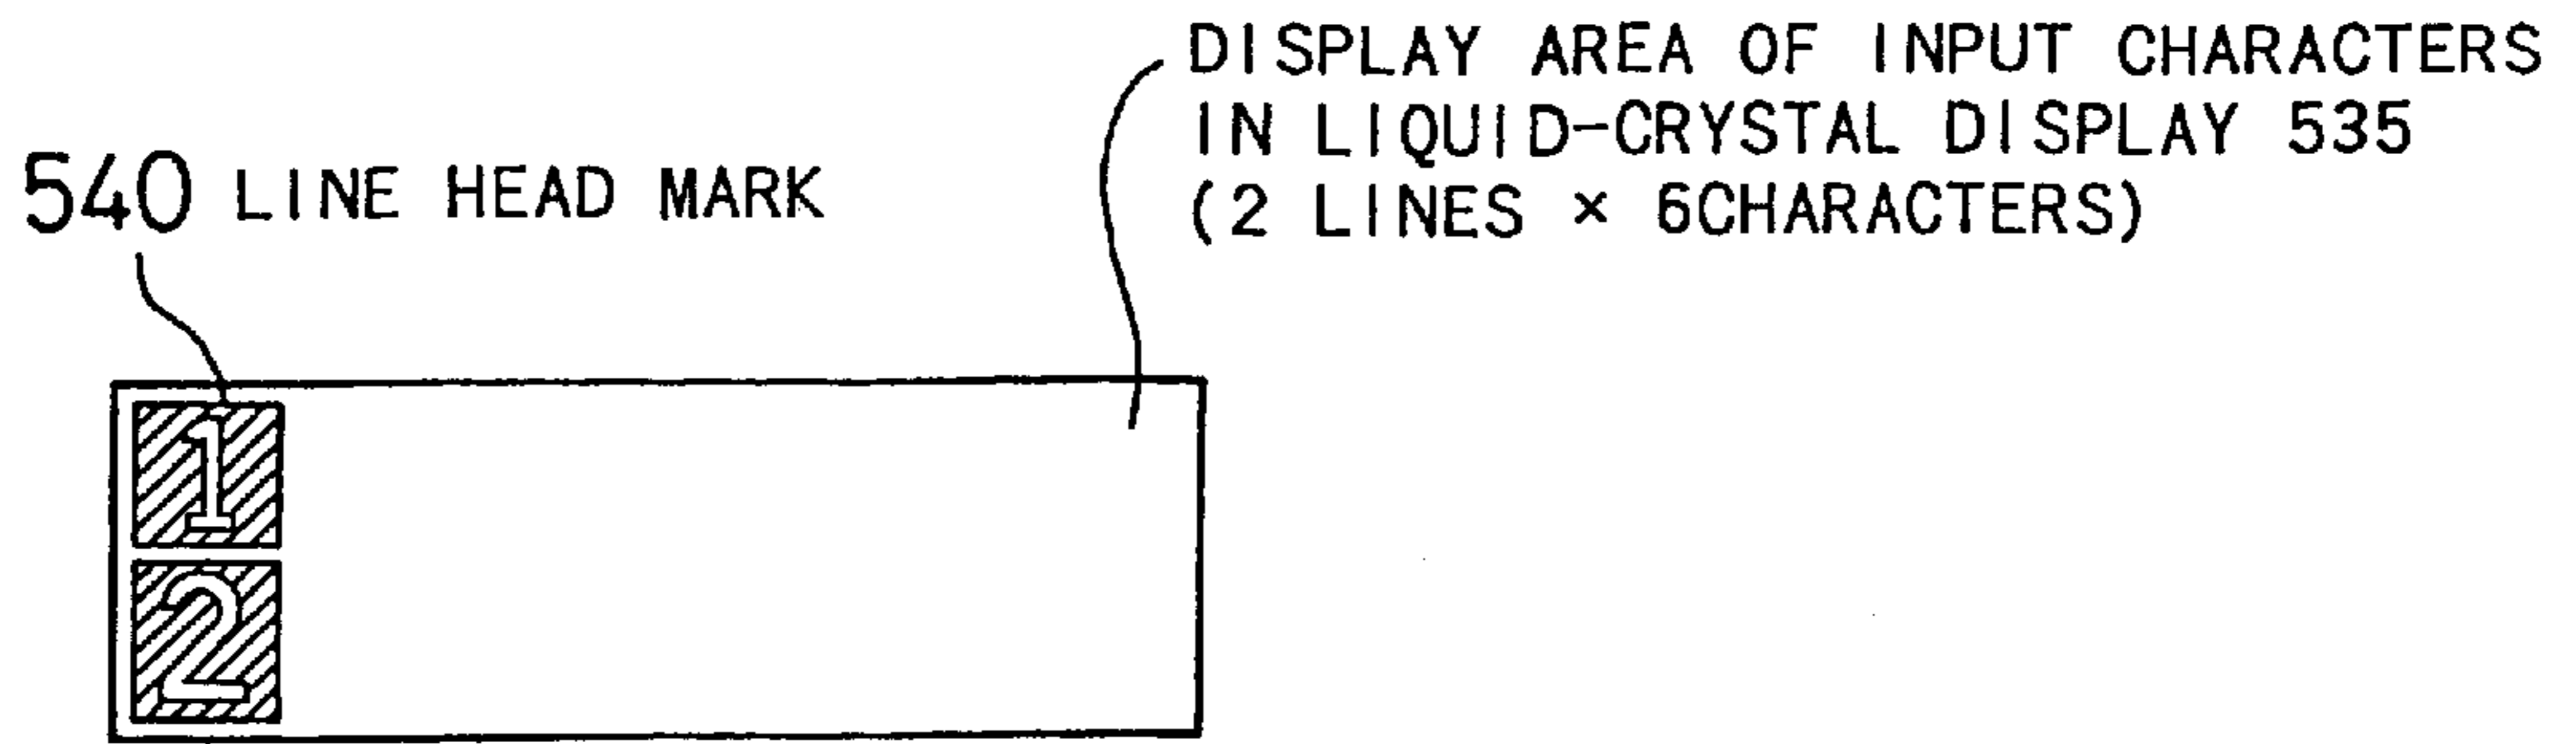 DISPLAY AREA OF INPUT CHARACTERS
IN LIQUID-CRYSTAL DISPLAY 535
(2 LINES × 6CHARACTERS)
540 LINE HEAD MARK
1
2